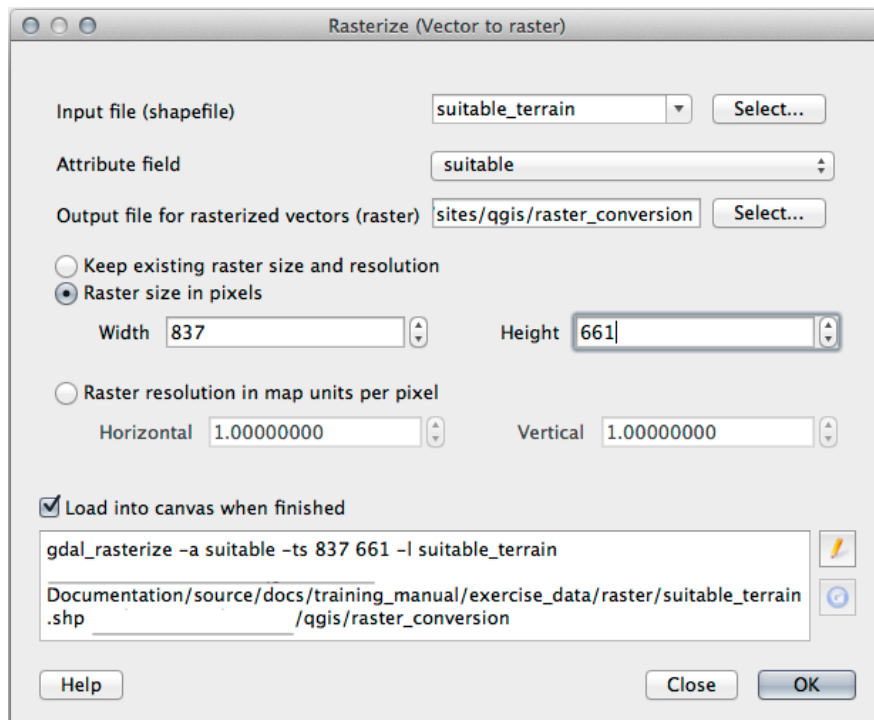 Rasterize (Vector to raster)
Input file (shapefile) suitable_terrain Select...
Attribute field suitable
Output file for rasterized vectors (raster) sites/qgis/raster_conversion Select...
Keep existing raster size and resolution
Raster size in pixels
Width 837 Height 661
Raster resolution in map units per pixel
Horizontal 1.00000000 Vertical 1.00000000
Load into canvas when finished
gdal_rasterize -a suitable -ts 837 661 -l suitable_terrain
Documentation/source/docs/training_manual/exercise_data/raster/suitable_terrain
.shp /qgis/raster_conversion
Help Close OK